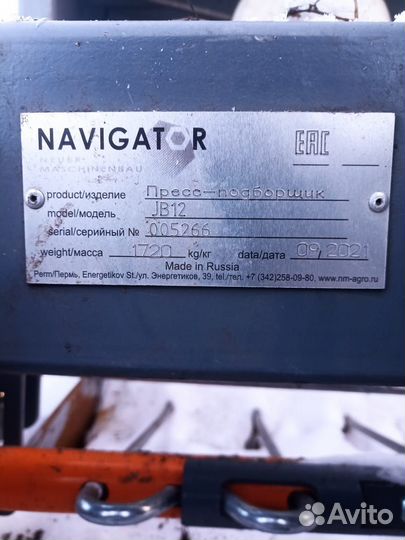 NAVIGATOR
NEUER
MASCHINENBAU
EAC
product/изделие Пресс-подборщик
model/модель JB12
serial/серийный № 005266
weight/масса 1720 kg/кг data/дата 09,2021
Made in Russia
Perm/Пермь, Energetikov St./ул. Энергетиков, 39, tel./тел. +7 (342)258-09-80, www.nm-agro.ru
Avito